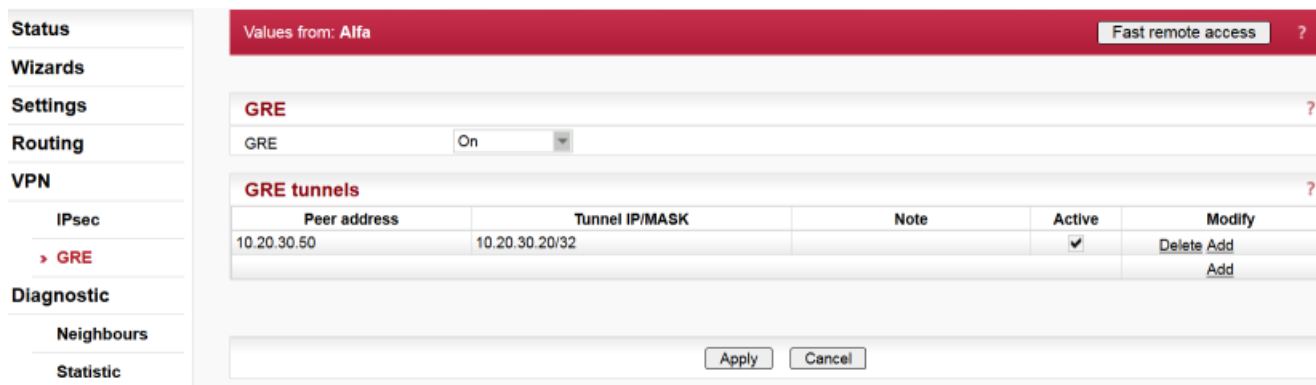 Status
Wizards
Settings
Routing
VPN
IPsec
› GRE
Diagnostic
Neighbours
Statistic
Values from: Alfa Fast remote access ?
GRE ?
GRE On
GRE tunnels ?
Peer address Tunnel IP/MASK Note Active Modify
10.20.30.50 10.20.30.20/32 Delete Add
Add
Apply Cancel